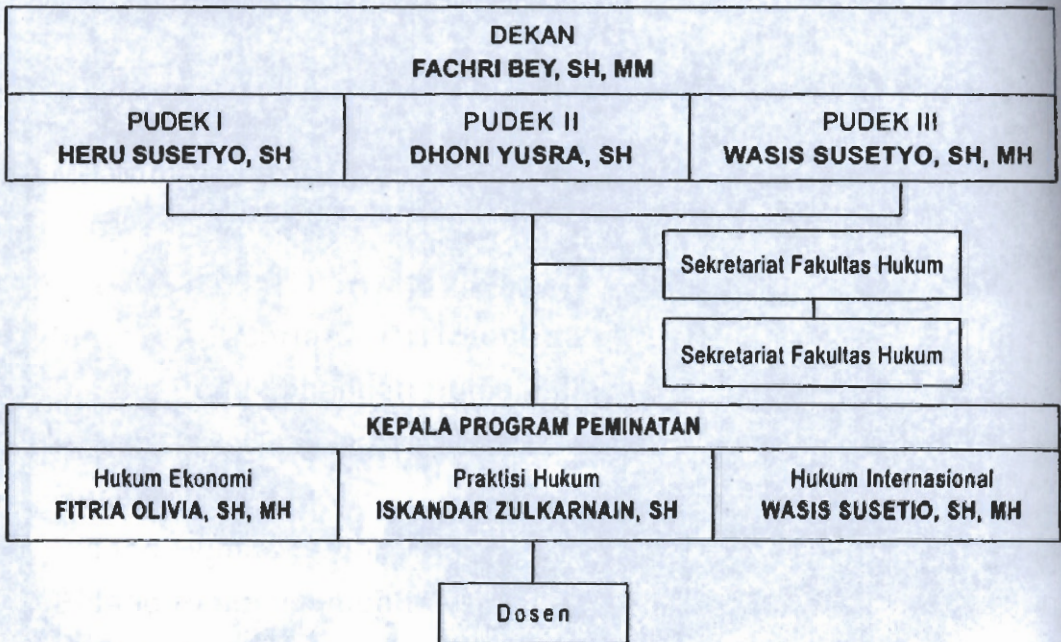 DEKAN
FACHRI BEY, SH, MM
PUDEK I
HERU SUSETYO, SH
PUDEK II
DHONI YUSRA, SH
PUDEK III
WASIS SUSETYO, SH, MH
Sekretariat Fakultas Hukum
Sekretariat Fakultas Hukum
KEPALA PROGRAM PEMINATAN
Hukum Ekonomi
FITRIA OLIVIA, SH, MH
Praktisi Hukum
ISKANDAR ZULKARNAIN, SH
Hukum Internasional
WASIS SUSETIO, SH, MH
Dosen